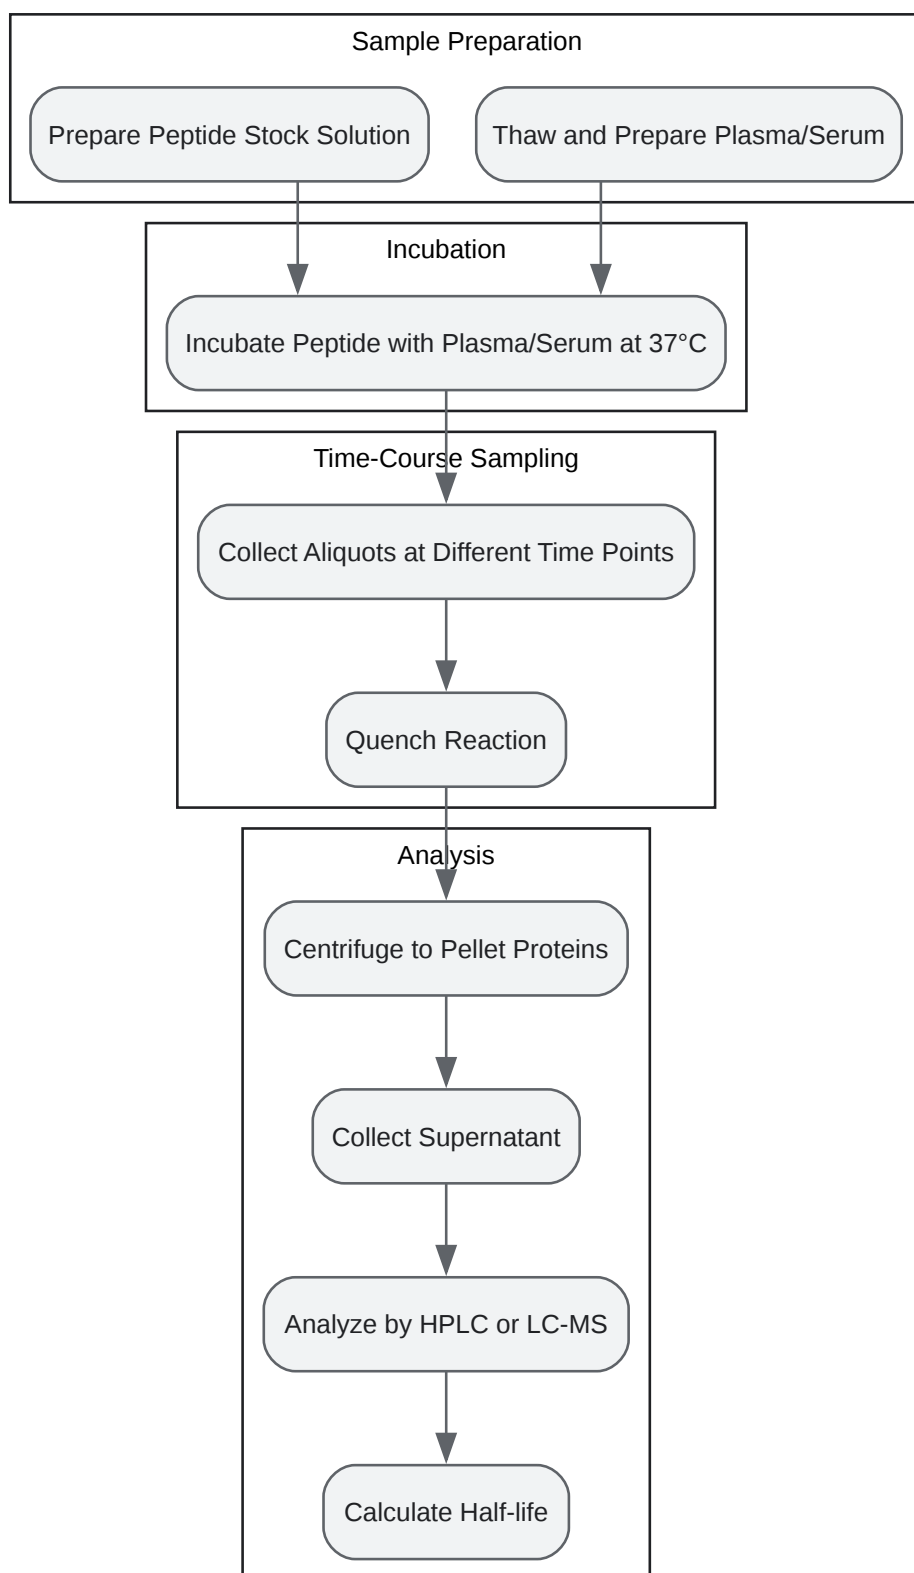 Sample Preparation
Prepare Peptide Stock Solution
Thaw and Prepare Plasma/Serum
Incubation
Incubate Peptide with Plasma/Serum at 37°C
Time-Course Sampling
Collect Aliquots at Different Time Points
Quench Reaction
Analysis
Centrifuge to Pellet Proteins
Collect Supernatant
Analyze by HPLC or LC-MS
Calculate Half-life